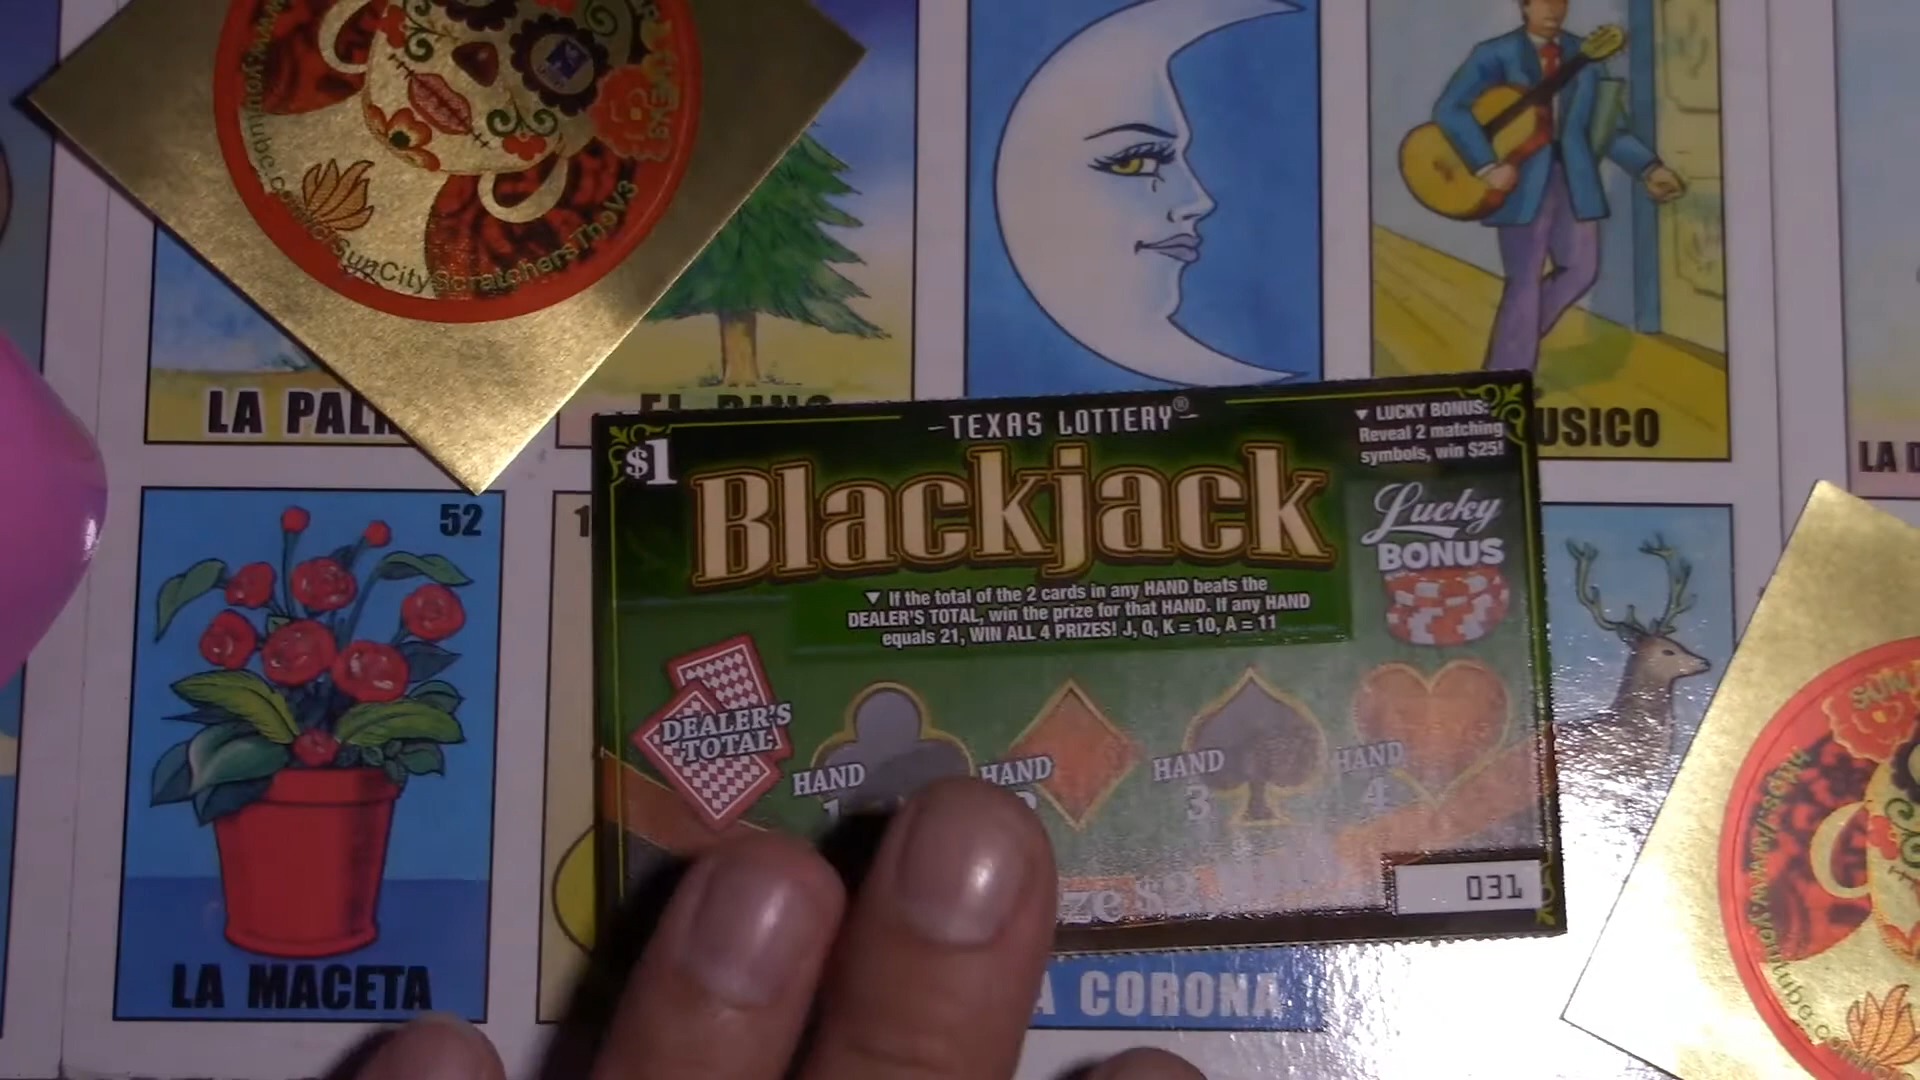 LA
52
LA MACETA
USICO
LA
CORONA
-TEXAS LOTTERY®-
$1
Blackjack
▼ LUCKY BONUS:
Reveal 2 matching
symbols, win $25!
Lucky
BONUS
▼ If the total of the 2 cards in any HAND beats the
DEALER'S TOTAL, win the prize for that HAND. If any HAND
equals 21, WIN ALL 4 PRIZES! J, Q, K = 10, A = 11
DEALER'S
TOTAL
HAND
1
HAND
HAND
3
HAND
4
031
SunCityScratchersTheV3